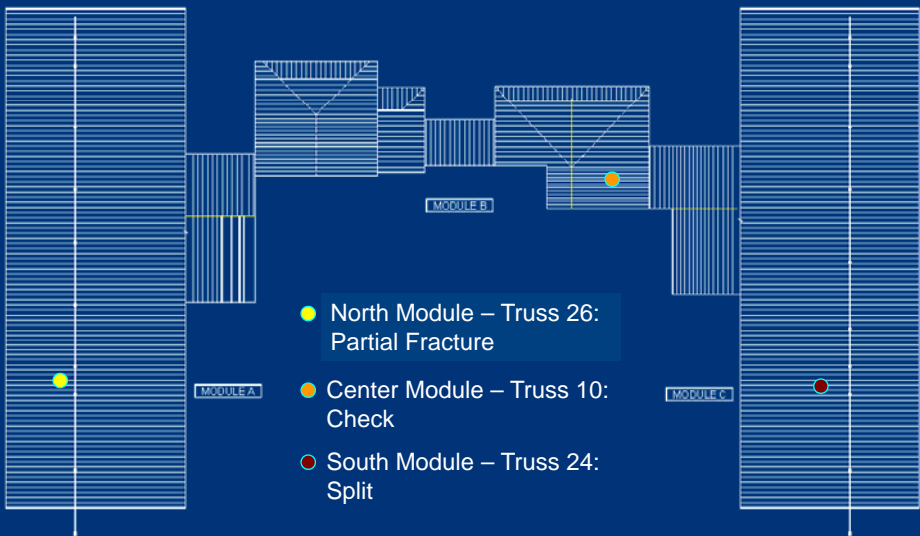 MODULE B
North Module – Truss 26:
Partial Fracture
MODULE A
Center Module – Truss 10:
Check
MODULE C
South Module – Truss 24:
Split